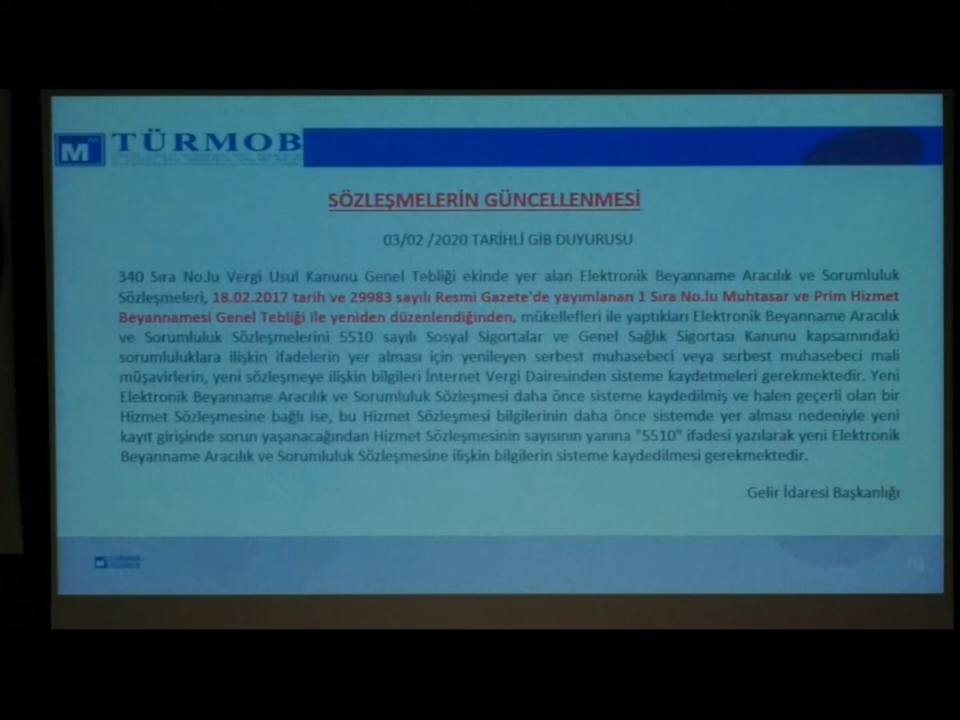 TÜRMOB
SÖZLEŞMELERİN GÜNCELLENMESİ
03/02 /2020 TARİHLİ GİB DUYURUSU
340 Sıra No.lu Vergi Usul Kanunu Genel Tebliği ekinde yer alan Elektronik Beyanname Aracılık ve Sorumluluk
Sözleşmeleri, 18.02.2017 tarih ve 29983 sayılı Resmi Gazete'de yayımlanan 1 Sıra No.lu Muhtasar ve Prim Hizmet
Beyannamesi Genel Tebliği ile yeniden düzenlendiğinden, mükellefleri ile yaptıkları Elektronik Beyanname Aracılık
ve Sorumluluk Sözleşmelerini 5510 sayılı Sosyal Sigortalar ve Genel Sağlık Sigortası Kanunu kapsamındaki
sorumluluklara ilişkin ifadelerin yer alması için yenileyen serbest muhasebeci veya serbest muhasebeci mali
müşavirlerin, yeni sözleşmeye ilişkin bilgileri İnternet Vergi Dairesinden sisteme kaydetmeleri gerekmektedir. Yeni
Elektronik Beyanname Aracılık ve Sorumluluk Sözleşmesi daha önce sisteme kaydedilmiş ve halen geçerli olan bir
Hizmet Sözleşmesine bağlı ise, bu Hizmet Sözleşmesi bilgilerinin daha önce sistemde yer alması nedeniyle yeni
kayıt girişinde sorun yaşanacağından Hizmet Sözleşmesinin sayısının yanına "5510" ifadesi yazılarak yeni Elektronik
Beyanname Aracılık ve Sorumluluk Sözleşmesine ilişkin bilgilerin sisteme kaydedilmesi gerekmektedir.
Gelir İdaresi Başkanlığı